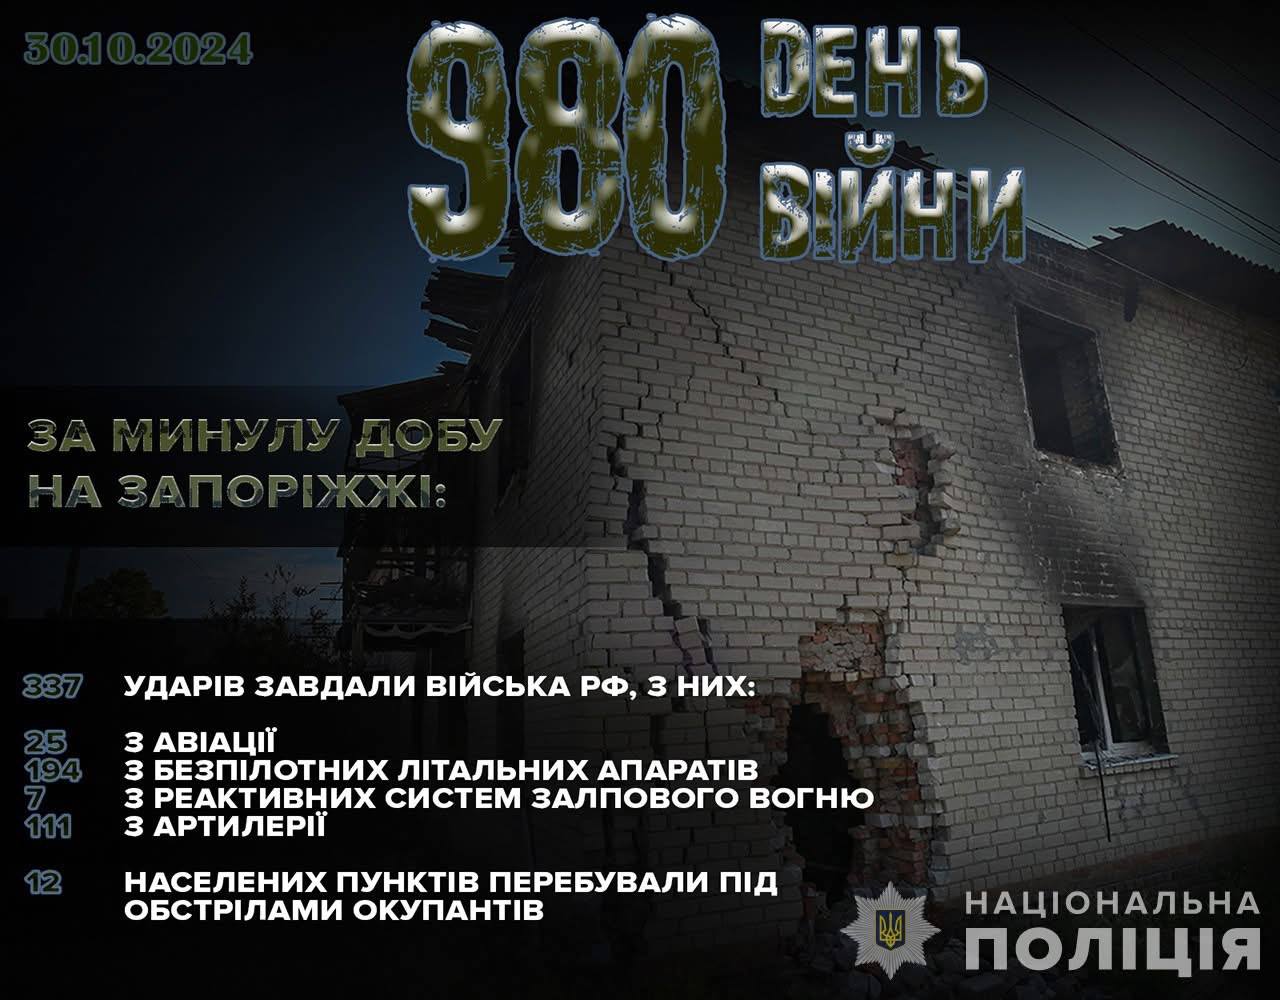 30.10.2024
980 ДЕНЬ
ВІЙНИ
ЗА МИНУЛУ ДОБУ
НА ЗАПОРІЖЖІ:
337 УДАРІВ ЗАВДАЛИ ВІЙСЬКА РФ, З НИХ:
25 З АВІАЦІЇ
194 З БЕЗПІЛОТНИХ ЛІТАЛЬНИХ АПАРАТІВ
7 З РЕАКТИВНИХ СИСТЕМ ЗАЛПОВОГО ВОГНЮ
111 З АРТИЛЕРІЇ
12 НАСЕЛЕНИХ ПУНКТІВ ПЕРЕБУВАЛИ ПІД
ОБСТРІЛАМИ ОКУПАНТІВ
НАЦІОНАЛЬНА
ПОЛІЦІЯ